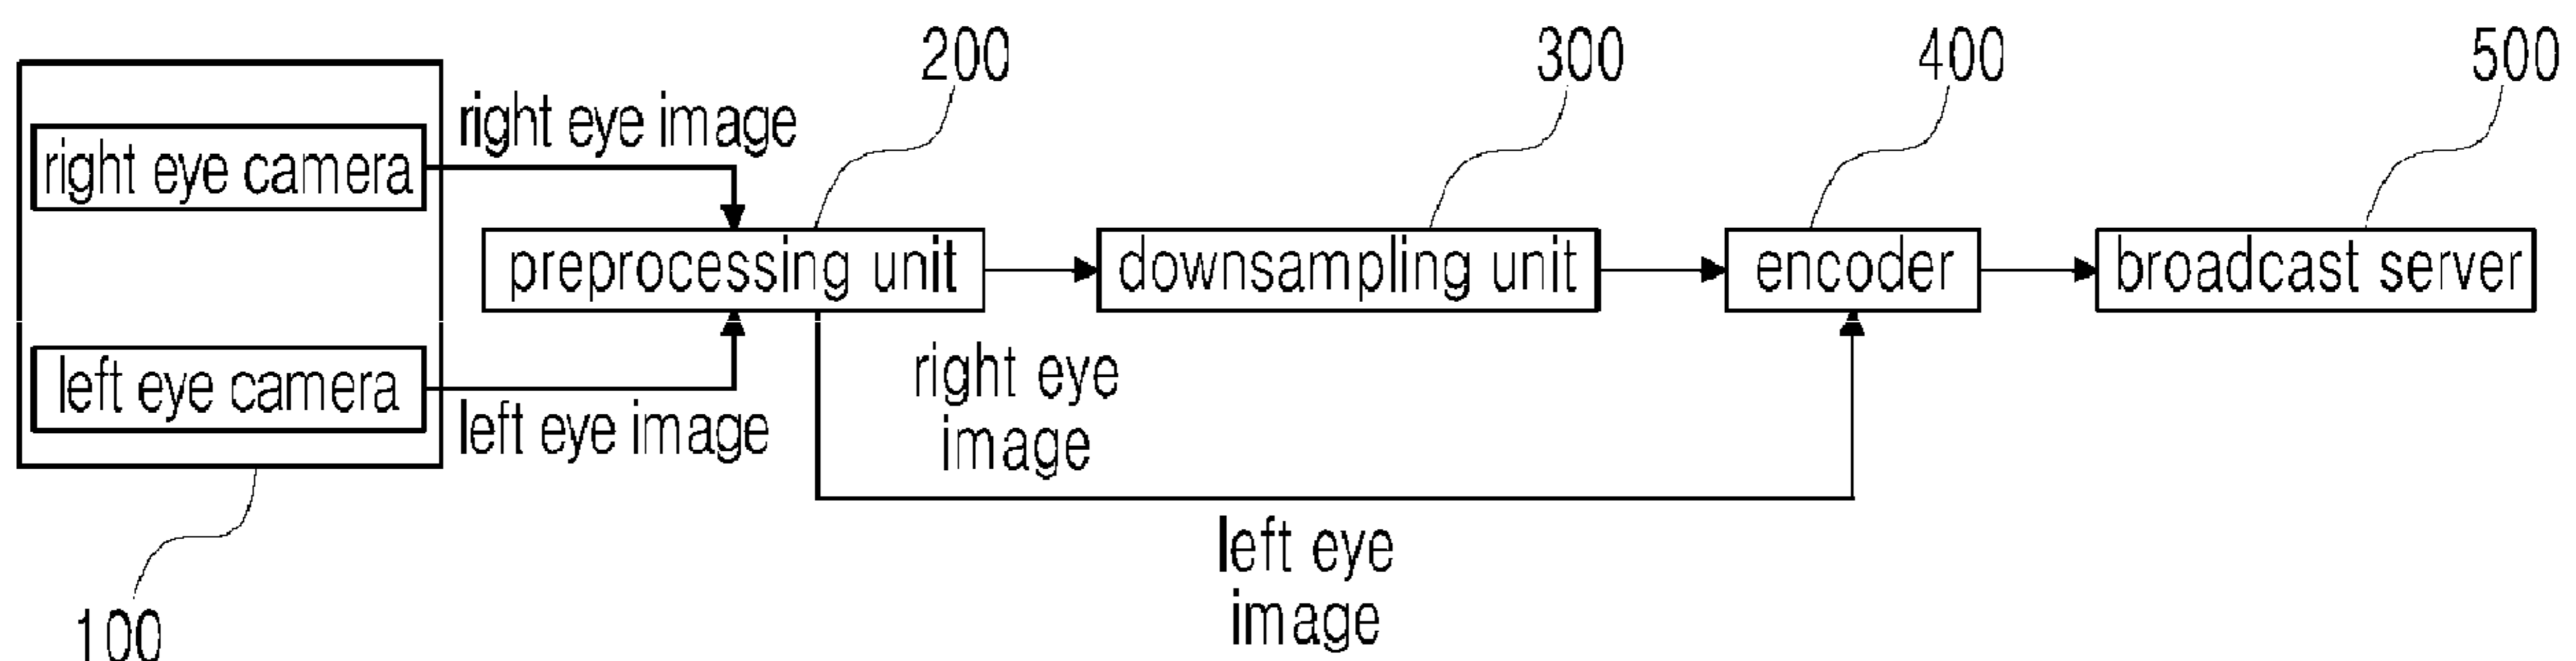 200
300
400
500
right eye image
right eye camera
preprocessing unit
downsampling unit
encoder
broadcast server
left eye camera
left eye image
right eye
image
left eye
image
100